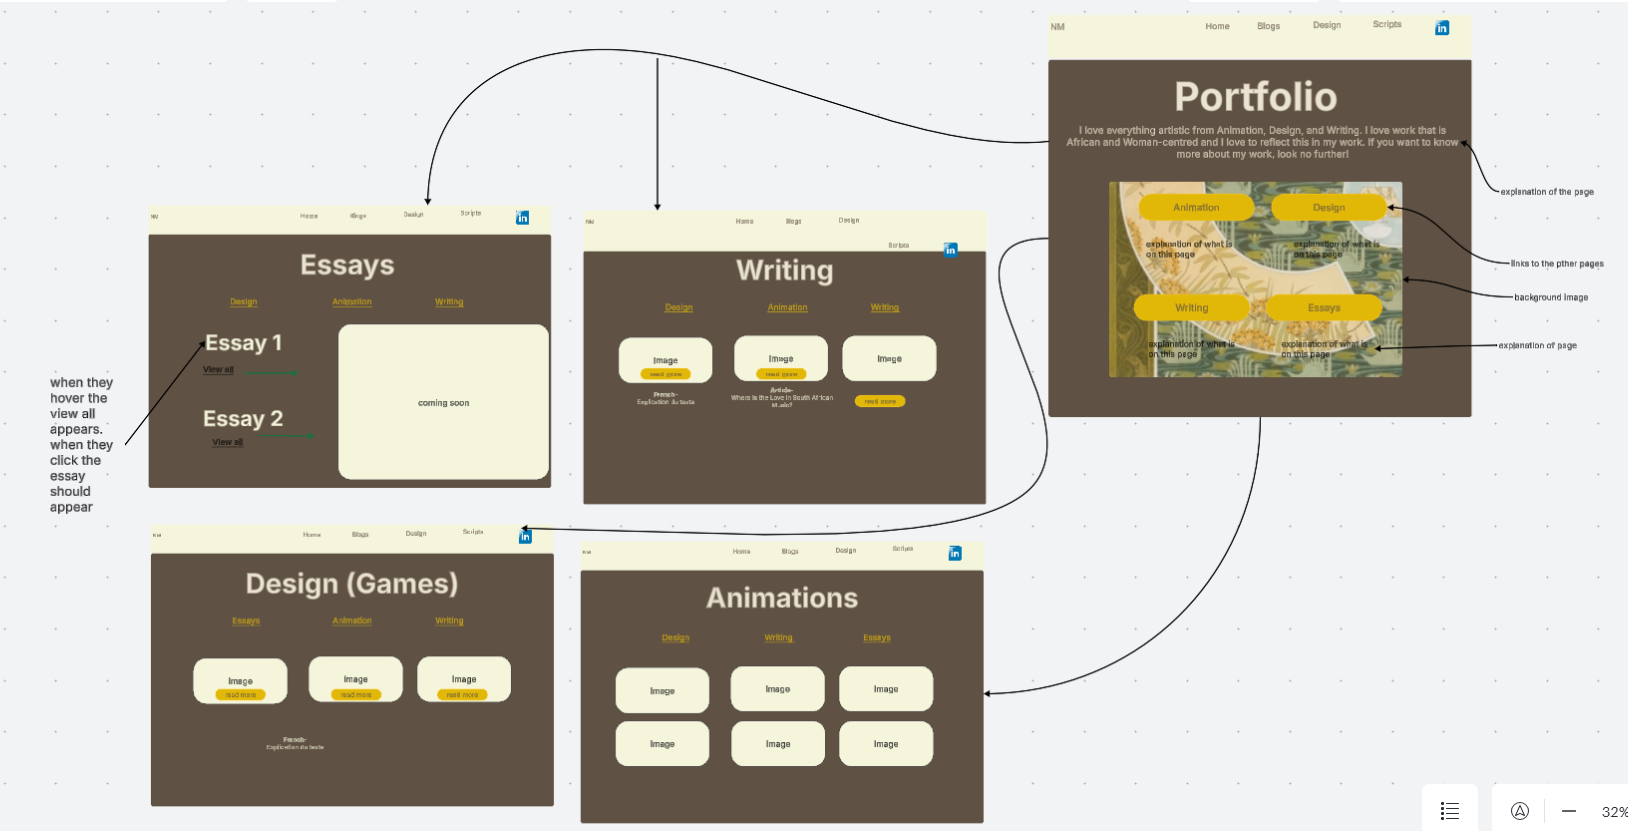 NM
Home Blogs Design Scripts in
Portfolio
I love everything artistic from Animation, Design, and Writing. I love work that is
African and Woman-centred and I love to reflect this in my work. If you want to know
more about my work, look no further!
Animation Design
explanation of what is
on this page
explanation of what is
on this page
Writing Essays
explanation of what is
on this page
explanation of what is
on this page
explanation of the page
links to the pther pages
background image
explanation of page
NM
Home Blogs Design Scripts in
Essays
Design Animation Writing
Essay 1
View all
Essay 2
View all
coming soon
when they
hover the
view all
appears.
when they
click the
essay
should
appear
NM
Home Blogs Design
Scripts in
Writing
Design Animation Writing
Image Image Image
read more read more
French-
Explication du texte
Article-
Where is the Love in South African
Music?
read more
NM
Home Blogs Design Scripts in
Design (Games)
Essays Animation Writing
Image Image Image
read more read more read more
French-
Explication du texte
NM
Home Blogs Design Scripts in
Animations
Design Writing Essays
Image Image Image
Image Image Image
32%